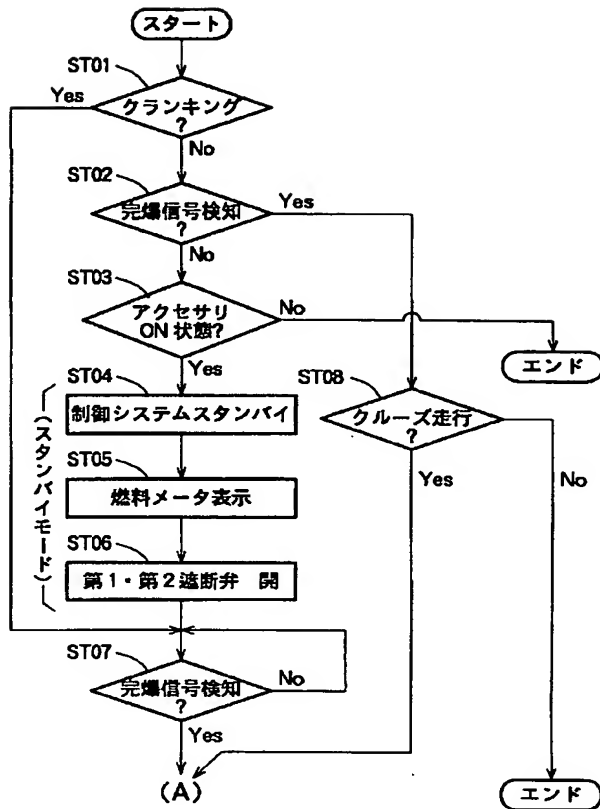 スタート
ST01
Yes
クランキング
?
No
ST02
Yes
完爆信号検知
?
No
ST03
No
アクセサリ
ON 状態?
Yes
エンド
ST04
ST08
制御システムスタンバイ
クルーズ走行
?
(スタンバイモード)
ST05
Yes
No
燃料メータ表示
ST06
第1・第2遮断弁 開
ST07
No
完爆信号検知
?
Yes
(A)
エンド